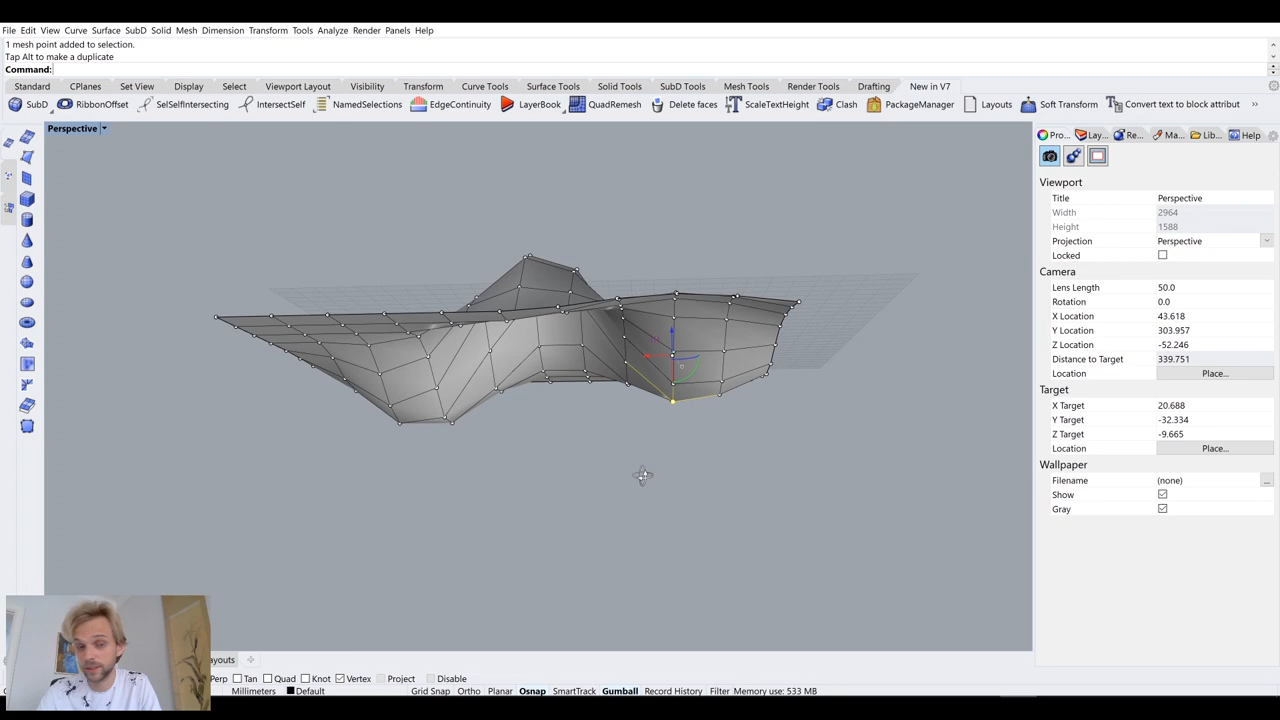 File Edit View Curve Surface SubD Solid Mesh Dimension Transform Tools Analyze Render Panels Help
1 mesh point added to selection.
Tap Alt to make a duplicate
Command:
Standard CPlanes Set View Display Select Viewport Layout Visibility Transform Curve Tools Surface Tools Solid Tools SubD Tools Mesh Tools Render Tools Drafting New in V7
SubD RibbonOffset SelSelfIntersecting IntersectSelf NamedSelections EdgeContinuity LayerBook QuadRemesh Delete faces ScaleTextHeight Clash PackageManager Layouts Soft Transform Convert text to block attribut
Perspective
Pro... Lay... Re... Ma... Lib... Help
Viewport
Title Perspective
Width 2964
Height 1588
Projection Perspective
Locked
Camera
Lens Length 50.0
Rotation 0.0
X Location 43.618
Y Location 303.957
Z Location -52.246
Distance to Target 339.751
Location Place...
Target
X Target 20.688
Y Target -32.334
Z Target -9.665
Location Place...
Wallpaper
Filename (none) ...
Show
Gray
ayouts
Perp Tan Quad Knot Vertex Project Disable
Millimeters Default Grid Snap Ortho Planar Osnap SmartTrack Gumball Record History Filter Memory use: 533 MB